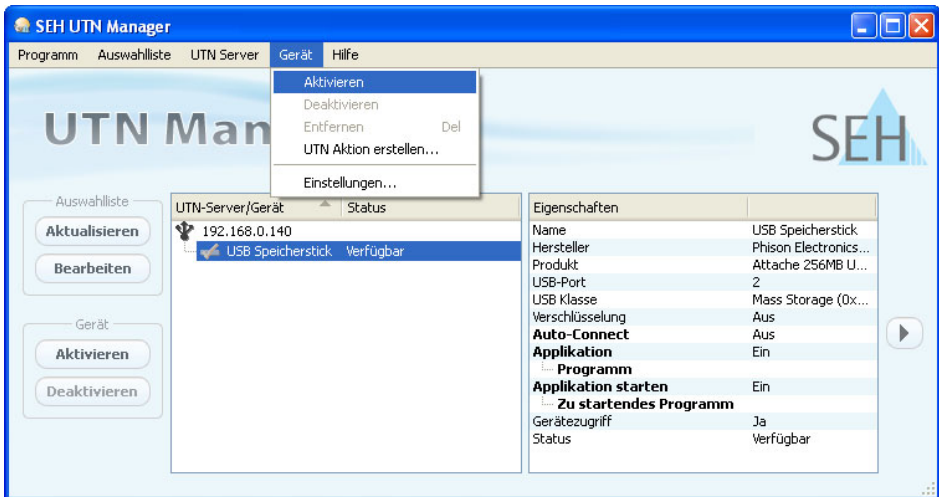 SEH UTN Manager
Programm Auswahlliste UTN Server Gerät Hilfe
Aktivieren
Deaktivieren
Entfernen Del
UTN Aktion erstellen...
Einstellungen...
UTN Man
SEH
Auswahlliste
Aktualisieren
Bearbeiten
Gerät
Aktivieren
Deaktivieren
UTN-Server/Gerät Status
192.168.0.140
USB Speicherstick Verfügbar
Eigenschaften
Name USB Speicherstick
Hersteller Phison Electronics...
Produkt Attache 256MB U...
USB-Port 2
USB Klasse Mass Storage (0x...
Verschlüsselung Aus
Auto-Connect Aus
Applikation Ein
Programm
Applikation starten Ein
Zu startendes Programm
Gerätezugriff Ja
Status Verfügbar